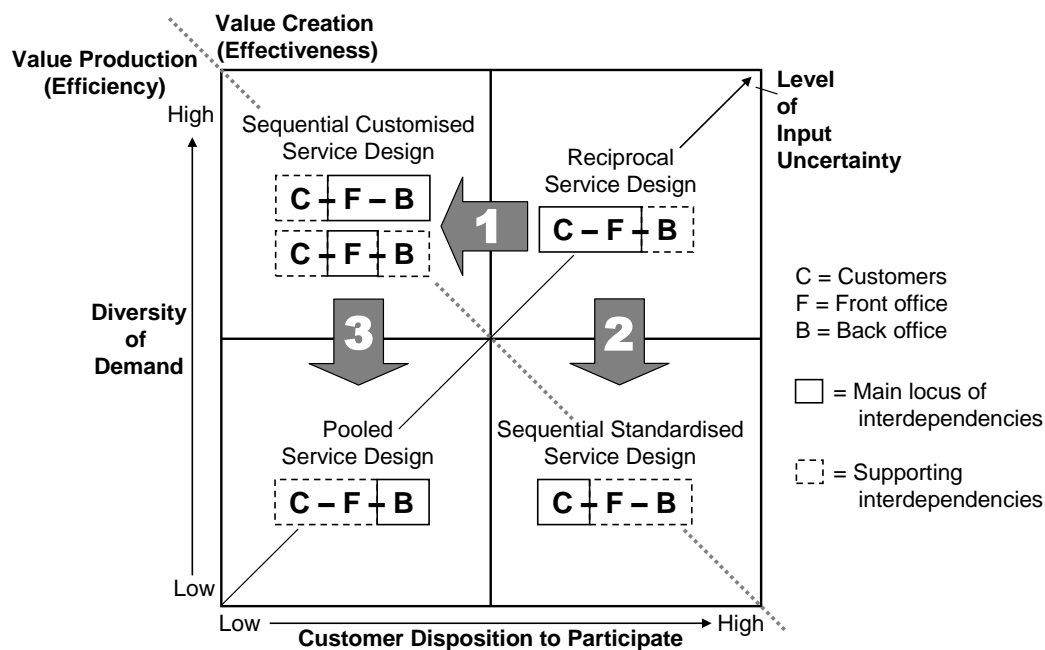 Value Creation
(Effectiveness)
Value Production
(Efficiency)
Level
of
Input
Uncertainty
High
Sequential Customised
Service Design
C – F – B
C – F – B
Reciprocal
Service Design
C – F – B
1
C = Customers
F = Front office
B = Back office
Diversity
of
Demand
3
2
= Main locus of
interdependencies
Pooled
Service Design
C – F – B
Sequential Standardised
Service Design
C – F – B
= Supporting
interdependencies
Low
Low
High
Customer Disposition to Participate